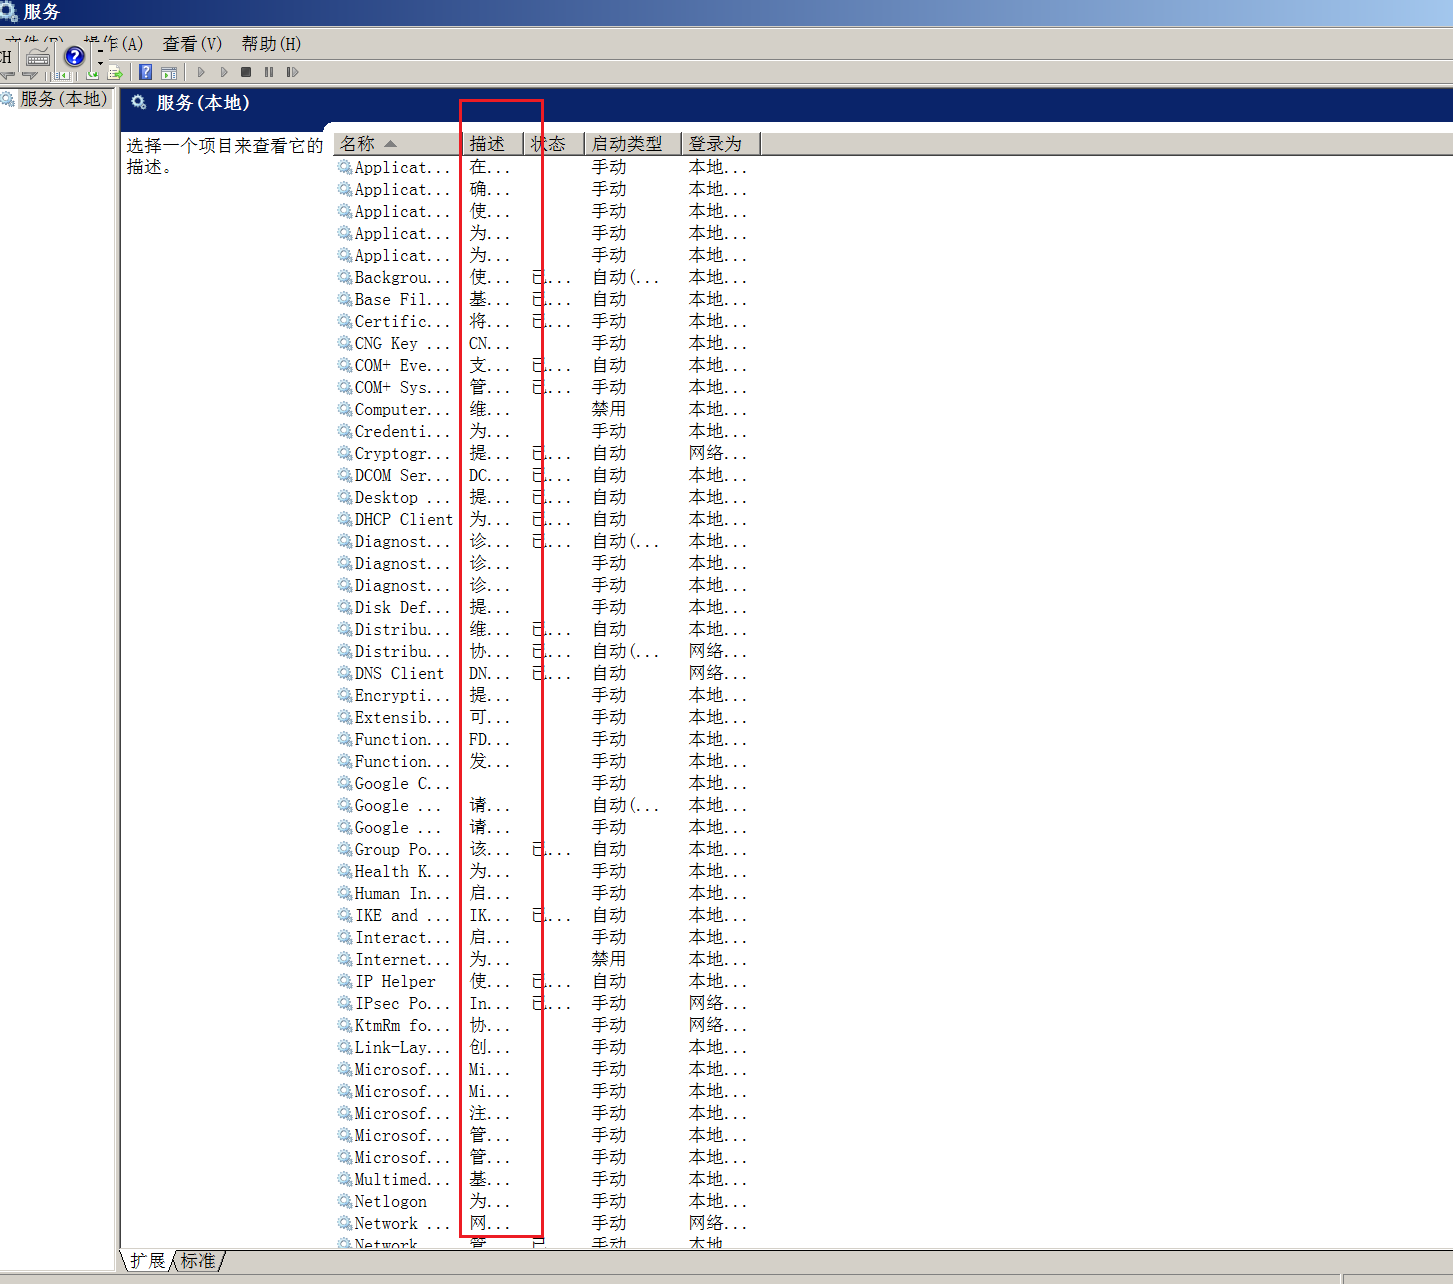 服务
操作(A) 查看(V) 帮助(H)
服务(本地)
服务(本地)
选择一个项目来查看它的
描述。
名称 描述 状态 启动类型 登录为
Applicat... 在... 手动 本地...
Applicat... 确... 手动 本地...
Applicat... 使... 手动 本地...
Applicat... 为... 手动 本地...
Applicat... 为... 手动 本地...
Backgrou... 使... 已... 自动(... 本地...
Base Fil... 基... 已... 自动 本地...
Certific... 将... 已... 手动 本地...
CNG Key ... CN... 手动 本地...
COM+ Eve... 支... 已... 自动 本地...
COM+ Sys... 管... 已... 手动 本地...
Computer... 维... 禁用 本地...
Credenti... 为... 手动 本地...
Cryptogr... 提... 已... 自动 网络...
DCOM Ser... DC... 已... 自动 本地...
Desktop ... 提... 已... 自动 本地...
DHCP Client 为... 已... 自动 本地...
Diagnost... 诊... 已... 自动(... 本地...
Diagnost... 诊... 手动 本地...
Diagnost... 诊... 手动 本地...
Disk Def... 提... 手动 本地...
Distribu... 维... 已... 自动 本地...
Distribu... 协... 已... 自动(... 网络...
DNS Client DN... 已... 自动 网络...
Encrypti... 提... 手动 本地...
Extensib... 可... 手动 本地...
Function... FD... 手动 本地...
Function... 发... 手动 本地...
Google C... 手动 本地...
Google ... 请... 自动(... 本地...
Google ... 请... 手动 本地...
Group Po... 该... 已... 自动 本地...
Health K... 为... 手动 本地...
Human In... 启... 手动 本地...
IKE and ... IK... 已... 自动 本地...
Interact... 启... 手动 本地...
Internet... 为... 禁用 本地...
IP Helper 使... 已... 自动 本地...
IPsec Po... In... 已... 手动 网络...
KtmRm fo... 协... 手动 网络...
Link-Lay... 创... 手动 本地...
Microsof... Mi... 手动 本地...
Microsof... Mi... 手动 本地...
Microsof... 注... 手动 本地...
Microsof... 管... 手动 本地...
Microsof... 管... 手动 本地...
Multimed... 基... 手动 本地...
Netlogon 为... 手动 本地...
Network ... 网... 手动 网络...
Network 管 已 手动 本地
扩展 标准